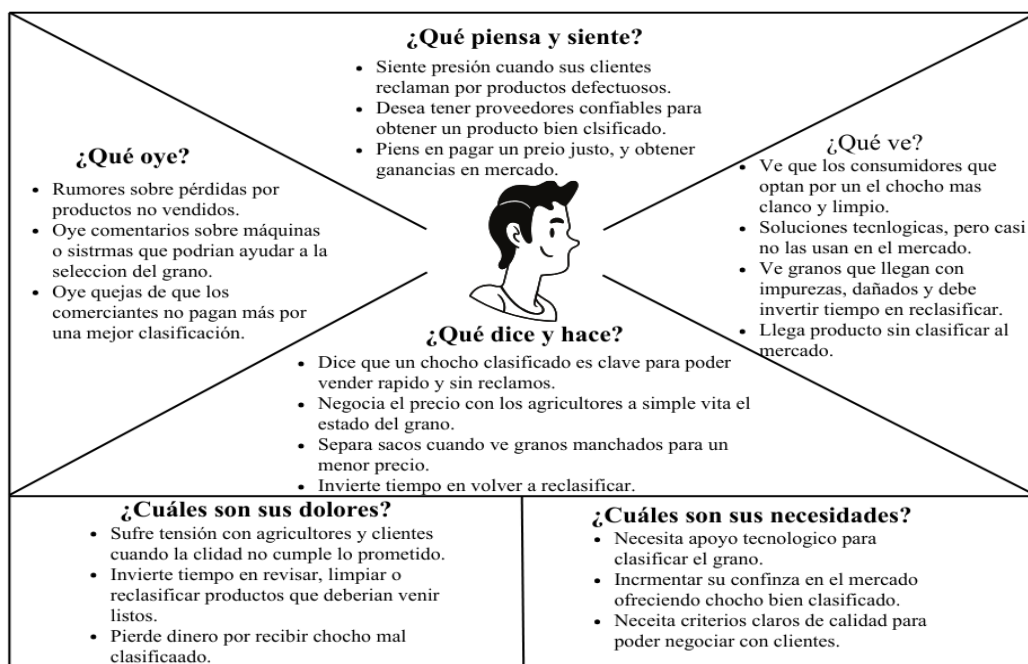 ¿Qué piensa y siente?
• Siente presión cuando sus clientes
reclaman por productos defectuosos.
• Desea tener proveedores confiables para
obtener un producto bien clsificado.
• Piens en pagar un preio justo, y obtener
ganancias en mercado.
¿Qué oye?
• Rumores sobre pérdidas por
productos no vendidos.
• Oye comentarios sobre máquinas
o sistrmas que podrian ayudar a la
seleccion del grano.
• Oye quejas de que los
comerciantes no pagan más por
una mejor clasificación.
¿Qué ve?
• Ve que los consumidores que
optan por un el chocho mas
clanco y limpio.
• Soluciones tecnlogicas, pero casi
no las usan en el mercado.
• Ve granos que llegan con
impurezas, dañados y debe
invertir tiempo en reclasificar.
• Llega producto sin clasificar al
mercado.
¿Qué dice y hace?
• Dice que un chocho clasificado es clave para poder
vender rapido y sin reclamos.
• Negocia el precio con los agricultores a simple vita el
estado del grano.
• Separa sacos cuando ve granos manchados para un
menor precio.
• Invierte tiempo en volver a reclasificar.
¿Cuáles son sus dolores?
• Sufre tensión con agricultores y clientes
cuando la clidad no cumple lo prometido.
• Invierte tiempo en revisar, limpiar o
reclasificar productos que deberian venir
listos.
• Pierde dinero por recibir chocho mal
clasificaado.
¿Cuáles son sus necesidades?
• Necesita apoyo tecnologico para
clasificar el grano.
• Incrmentar su confinza en el mercado
ofreciendo chocho bien clasificado.
• Neceita criterios claros de calidad para
poder negociar con clientes.